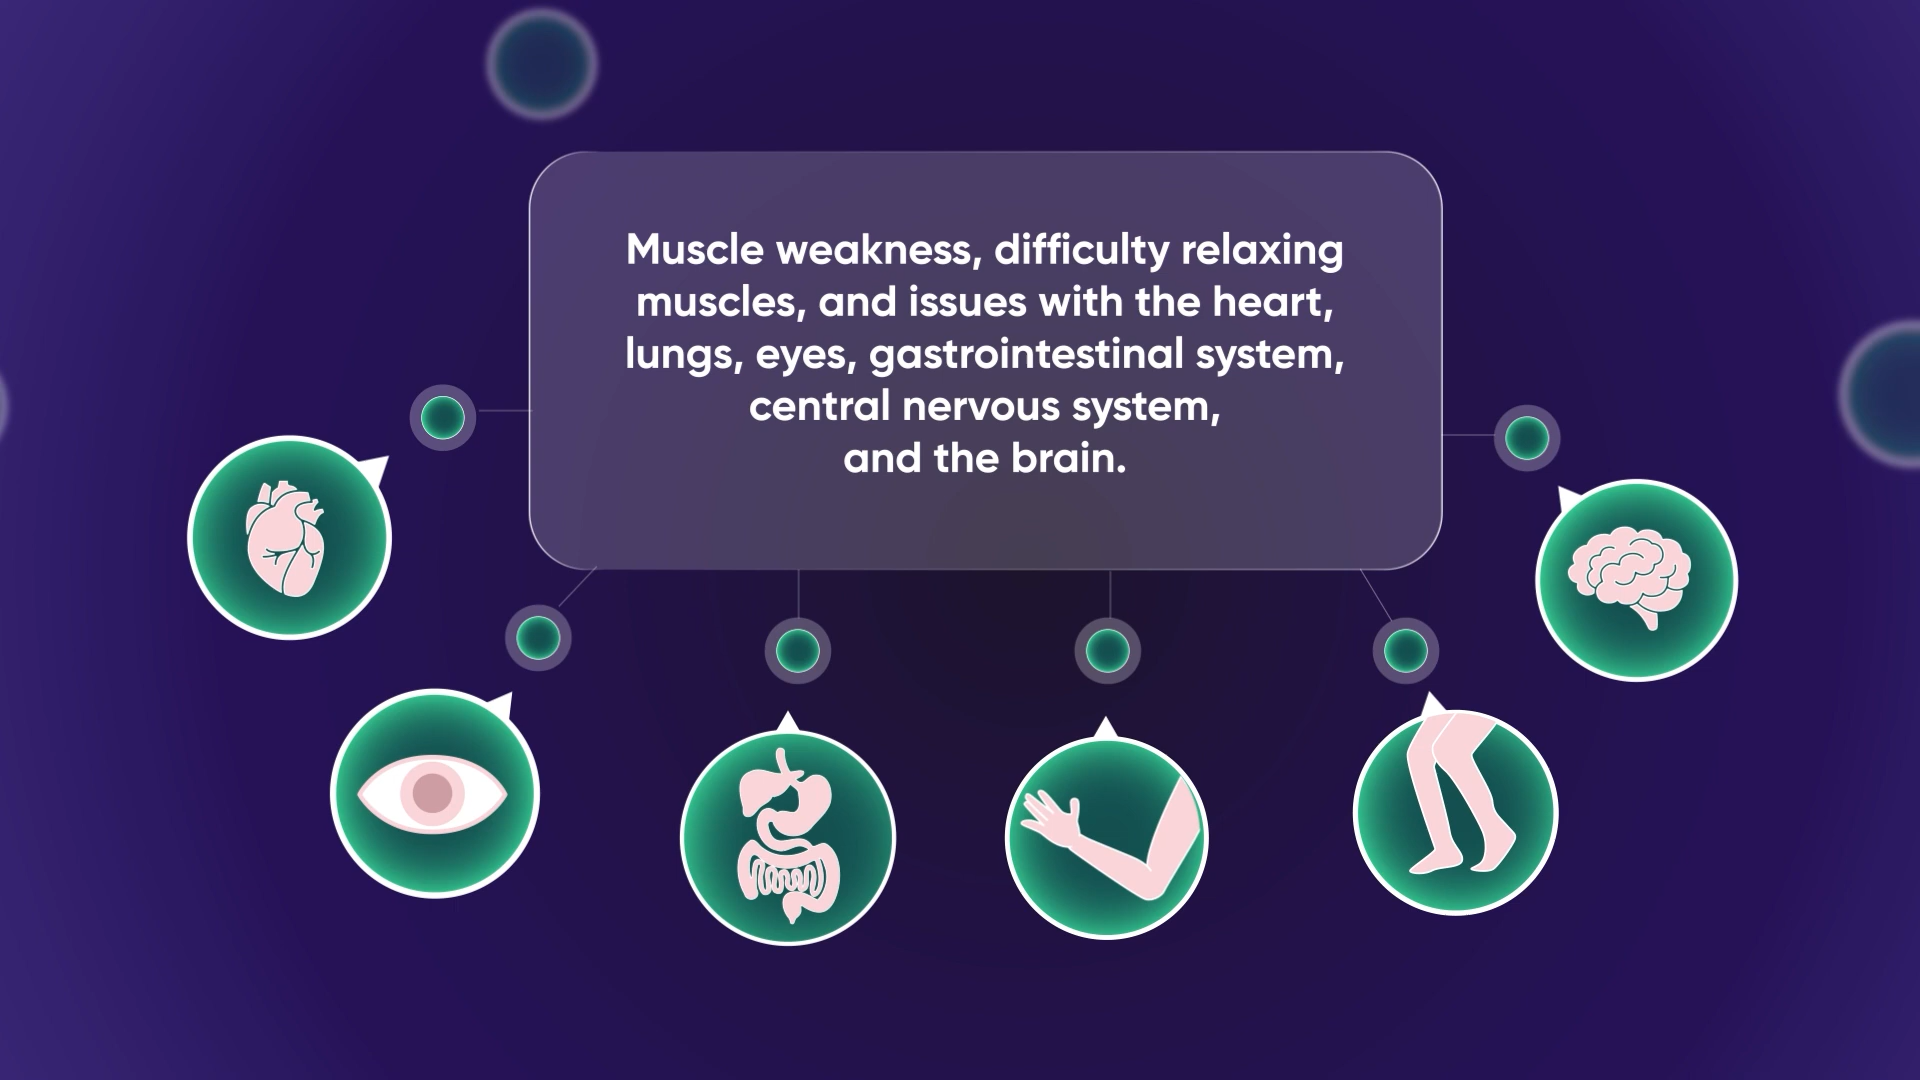 Muscle weakness, difficulty relaxing
muscles, and issues with the heart,
lungs, eyes, gastrointestinal system,
central nervous system,
and the brain.